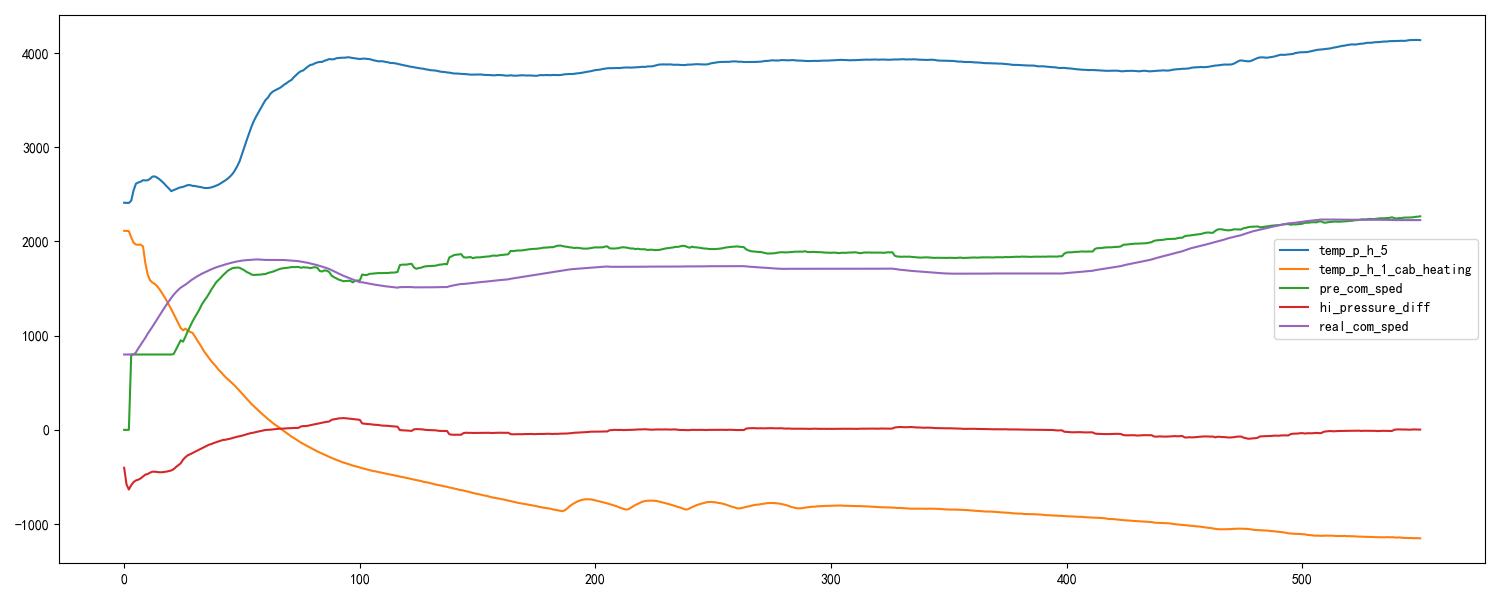 4000
3000
2000
1000
0
−1000
0
100
200
300
400
500
temp_p_h_5
temp_p_h_1_cab_heating
pre_com_sped
hi_pressure_diff
real_com_sped